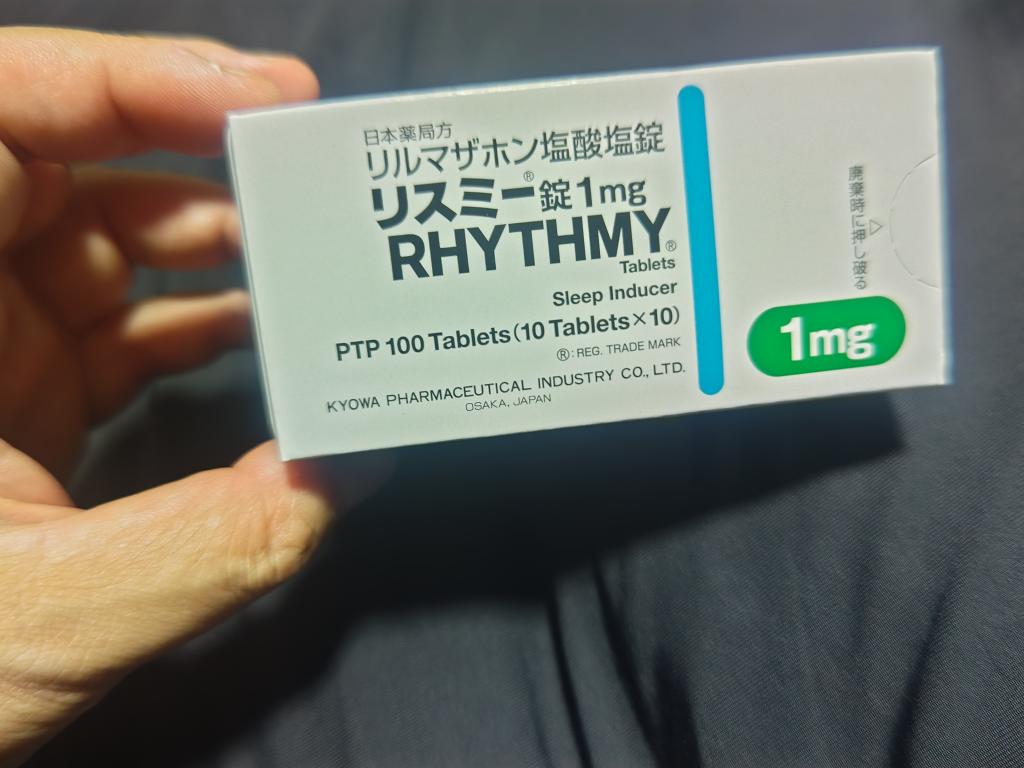 日本薬局方
リルマザホン塩酸塩錠
リスミー®錠1mg
RHYTHMY®
Tablets
Sleep Inducer
PTP 100 Tablets(10 Tablets×10)
®: REG. TRADE MARK
KYOWA PHARMACEUTICAL INDUSTRY CO., LTD.
OSAKA, JAPAN
廃棄時に押し破る
1mg